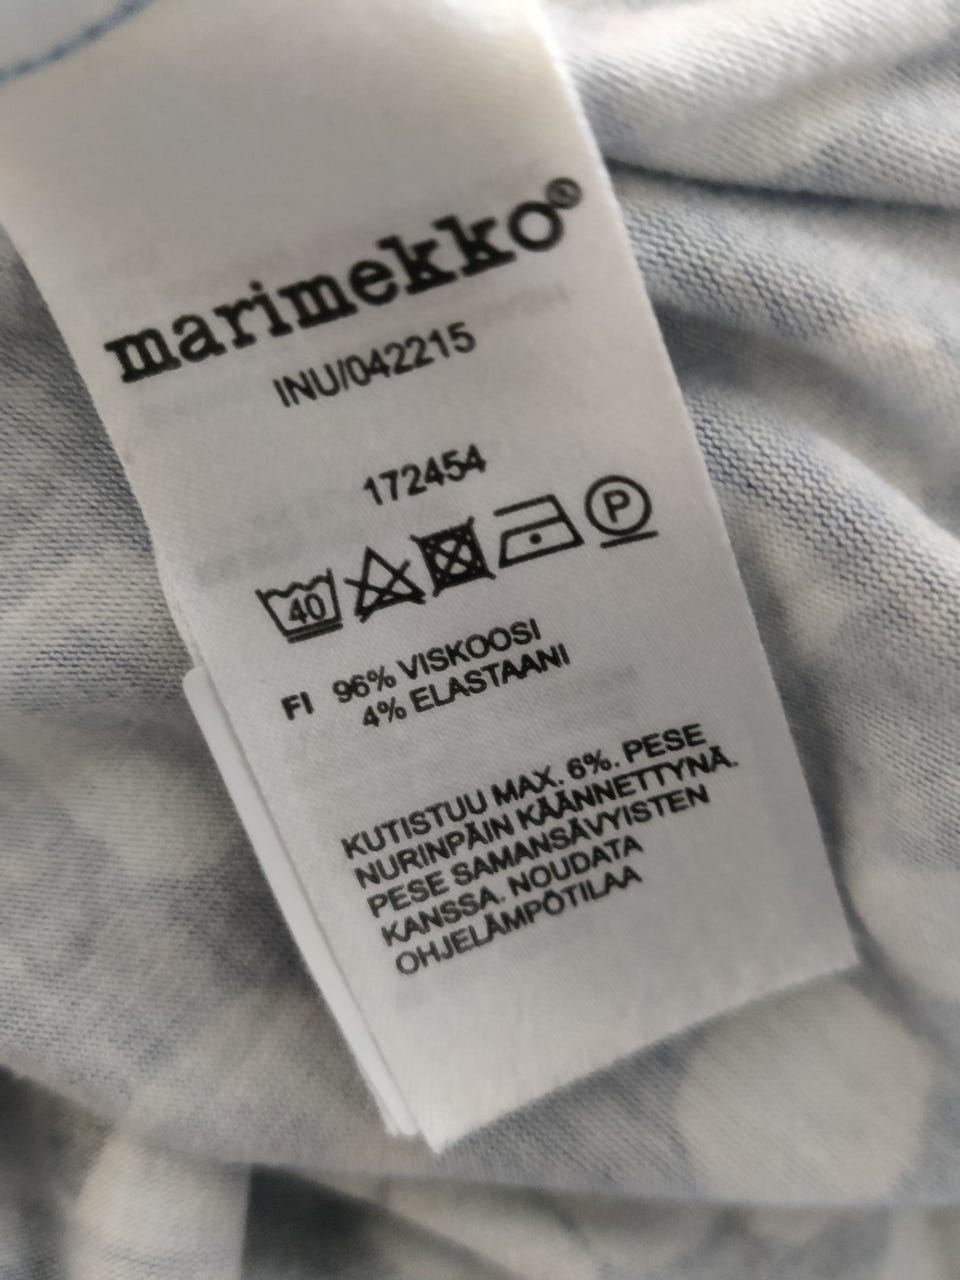 marimekko®
INU/042215
172454
40 P
FI 96% VISKOOSI
4% ELASTAANI
KUTISTUU MAX. 6%. PESE
NURINPÄIN KÄÄNNETTYNÄ.
PESE SAMANSÄVYISTEN
KANSSA. NOUDATA
OHJELÄMPÖTILAA